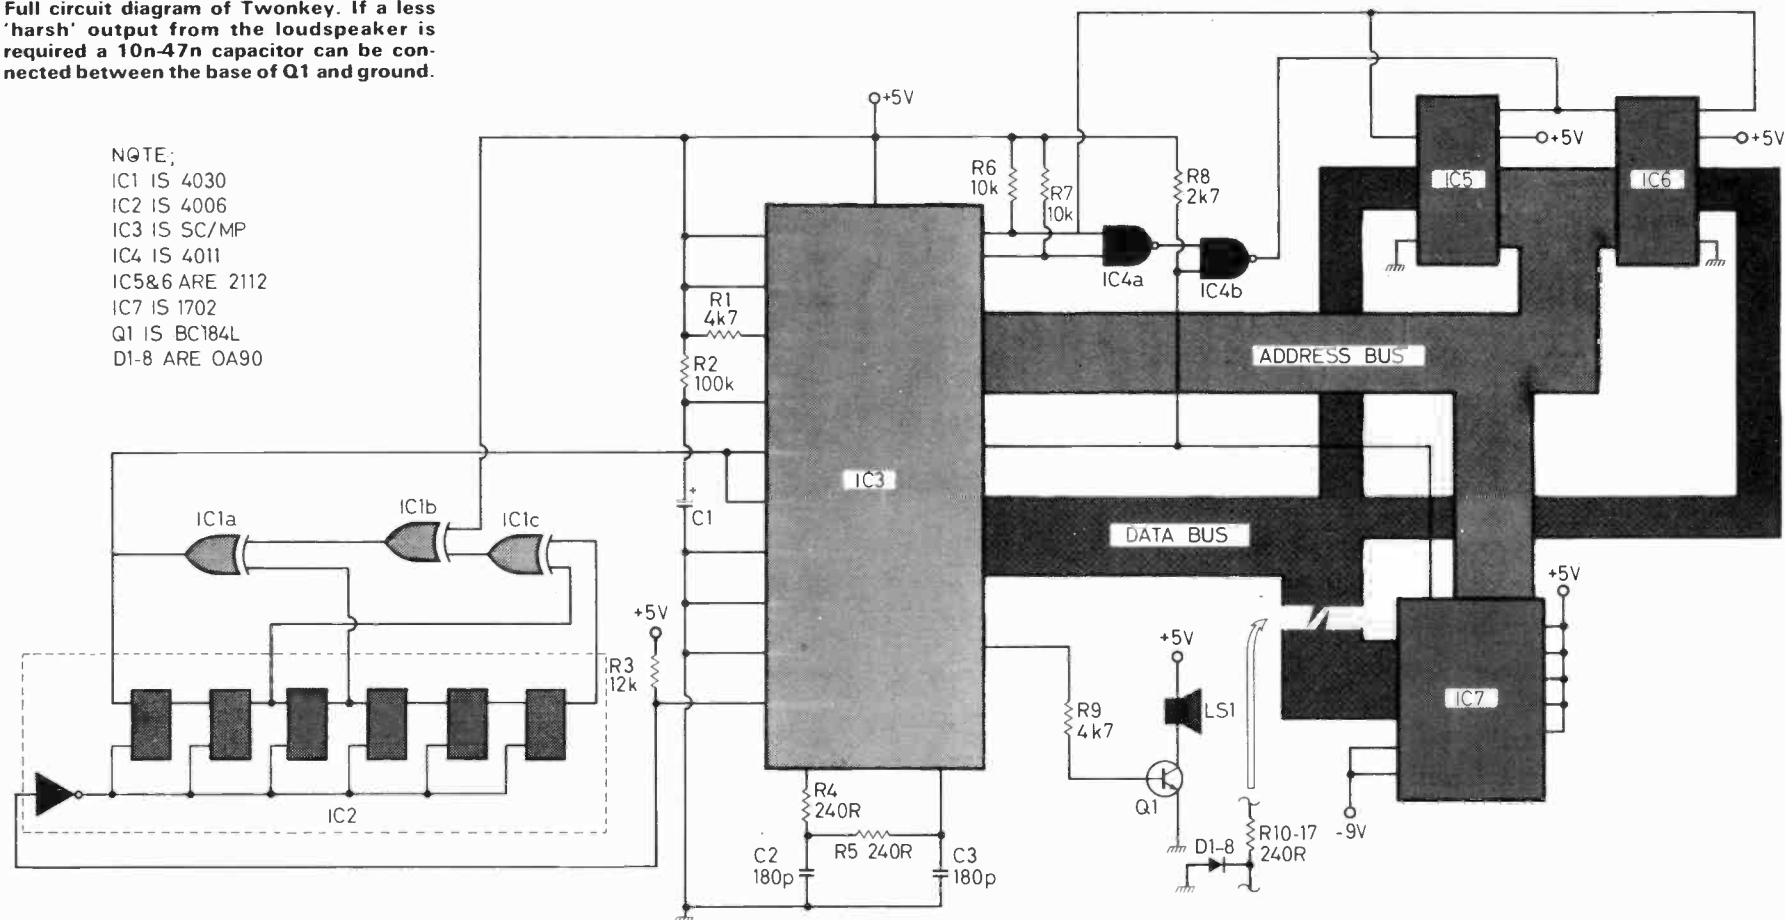 Full circuit diagram of Twonkey. If a less
'harsh' output from the loudspeaker is
required a 10n-47n capacitor can be con-
nected between the base of Q1 and ground.
NOTE;
IC1 IS 4030
IC2 IS 4006
IC3 IS SC/MP
IC4 IS 4011
IC5&6 ARE 2112
IC7 IS 1702
Q1 IS BC184L
D1-8 ARE OA90
+5V
R6
10k
R7
10k
R8
2k7
IC4a
IC4b
IC5
+5V
IC6
+5V
R1
4k7
R2
100k
ADDRESS BUS
IC3
C1
+
IC1a
IC1b
IC1c
DATA BUS
+5V
R3
12k
IC2
+5V
LS1
R9
4k7
Q1
+5V
IC7
-9V
R4
240R
R5 240R
C2
180p
C3
180p
D1-8
R10-17
240R